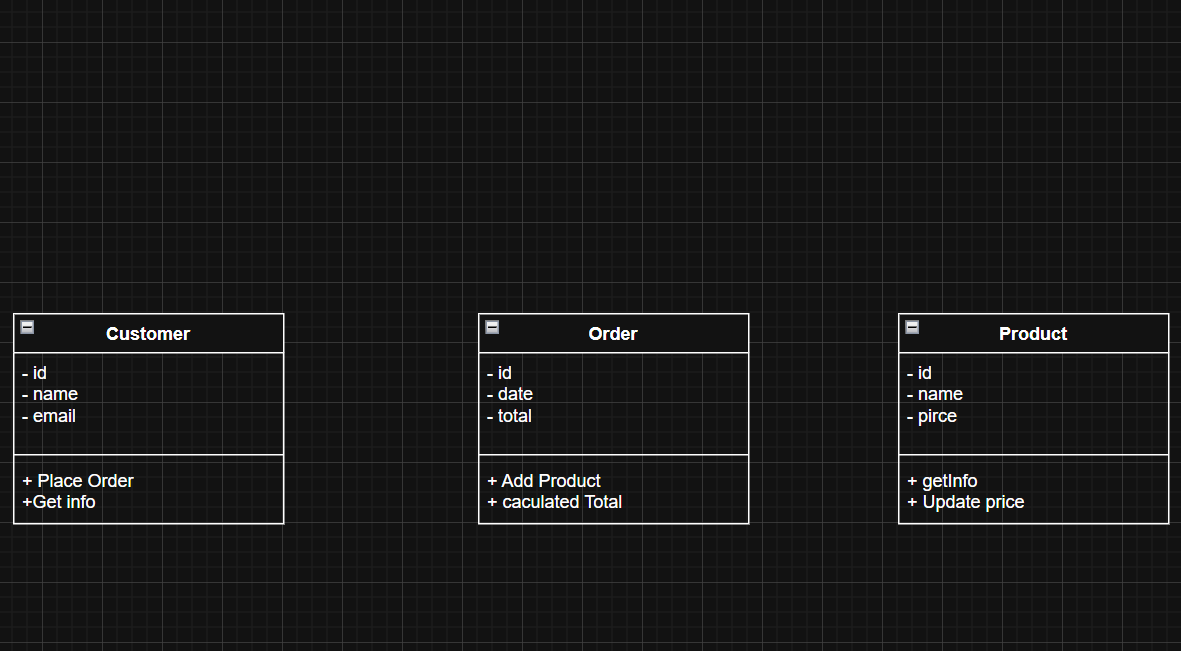 Customer
- id
- name
- email
+ Place Order
+Get info
Order
- id
- date
- total
+ Add Product
+ caculated Total
Product
- id
- name
- pirce
+ getInfo
+ Update price